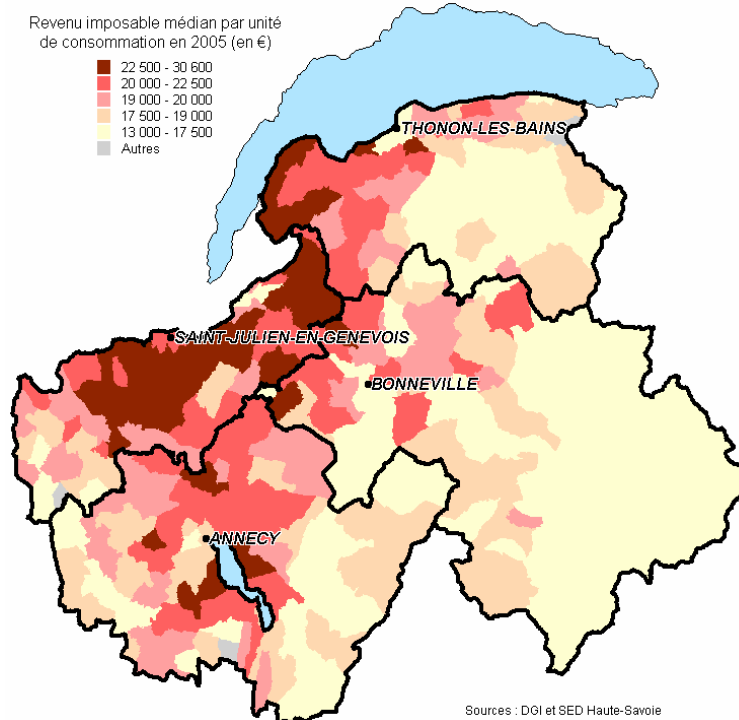 Revenu imposable médian par unité
de consommation en 2005 (en €)
22 500 - 30 600
20 000 - 22 500
19 000 - 20 000
17 500 - 19 000
13 000 - 17 500
Autres
THONON-LES-BAINS
SAINT-JULIEN-EN-GENEVOIS
BONNEVILLE
ANNECY
Sources : DGI et SED Haute-Savoie